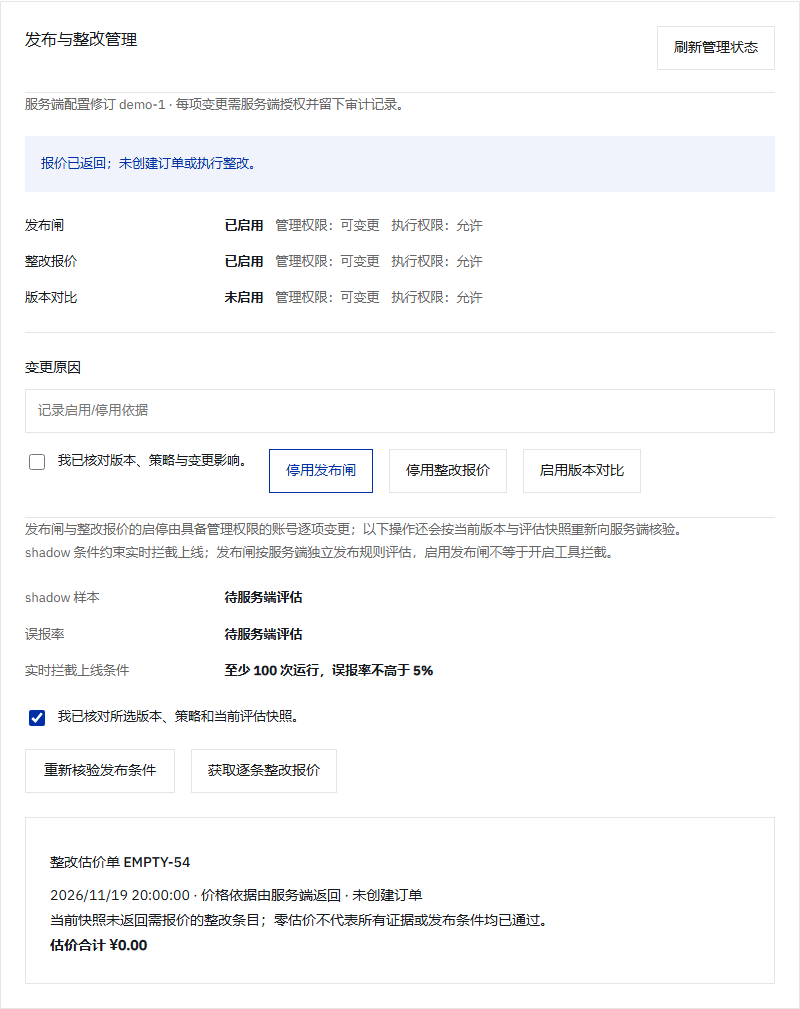 发布与整改管理
刷新管理状态
服务端配置修订 demo-1 · 每项变更需服务端授权并留下审计记录。
报价已返回；未创建订单或执行整改。
发布闸 已启用 管理权限：可变更 执行权限：允许
整改报价 已启用 管理权限：可变更 执行权限：允许
版本对比 未启用 管理权限：可变更 执行权限：允许
变更原因
记录启用/停用依据
我已核对版本、策略与变更影响。 停用发布闸 停用整改报价 启用版本对比
发布闸与整改报价的启停由具备管理权限的账号逐项变更；以下操作还会按当前版本与评估快照重新向服务端核验。
shadow 条件约束实时拦截上线；发布闸按服务端独立发布规则评估，启用发布闸不等于开启工具拦截。
shadow 样本 待服务端评估
误报率 待服务端评估
实时拦截上线条件 至少 100 次运行，误报率不高于 5%
我已核对所选版本、策略和当前评估快照。
重新核验发布条件 获取逐条整改报价
整改估价单 EMPTY-54
2026/11/19 20:00:00 · 价格依据由服务端返回 · 未创建订单
当前快照未返回需报价的整改条目；零估价不代表所有证据或发布条件均已通过。
估价合计 ¥0.00